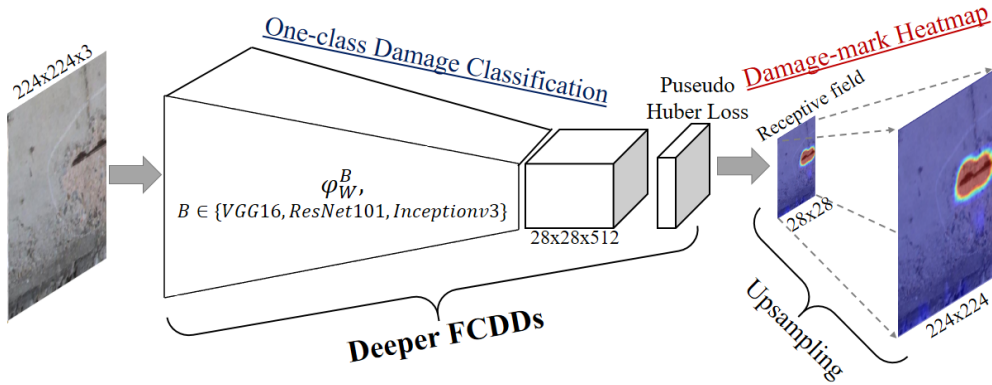 One-class Damage Classification
Damage-mark Heatmap
224x224x3
Puseudo
Huber Loss
Receptive field
φ_W^B,
B ∈ {VGG16, ResNet101, Inceptionv3}
28x28x512
28x28
224x224
Deeper FCDDs
Upsampling